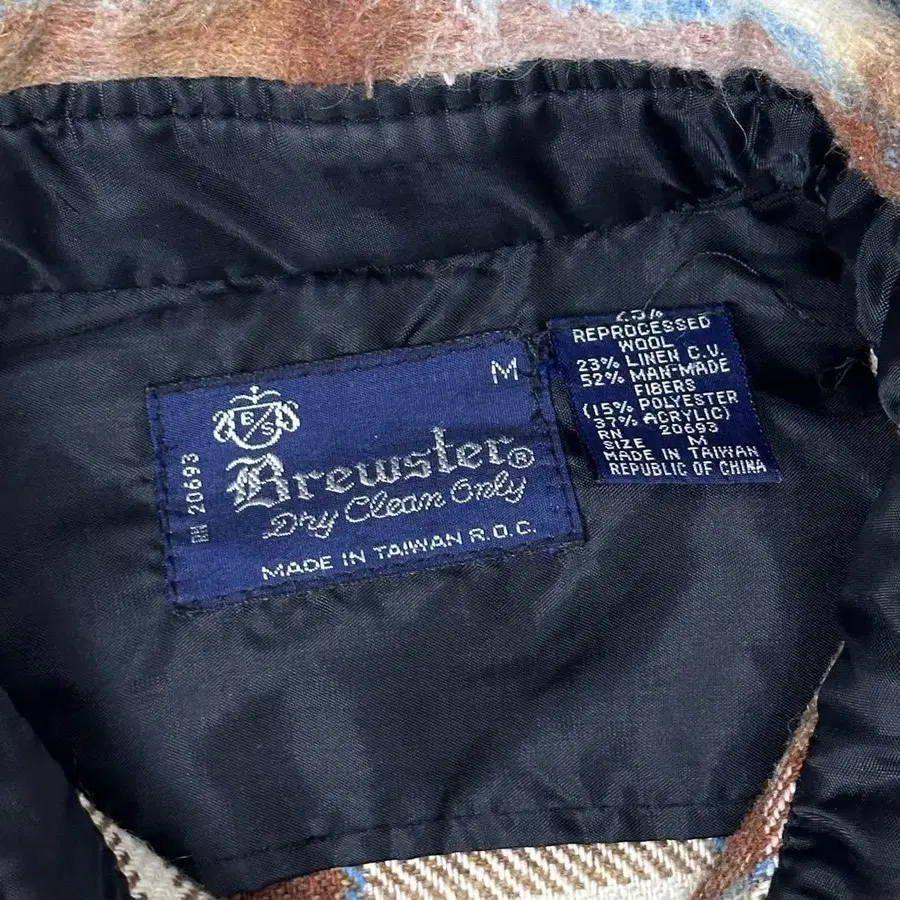 M
B/S
Brewster®
Dry Clean Only
MADE IN TAIWAN R.O.C.
RN 20693
25%
REPROCESSED
WOOL
23% LINEN C.V.
52% MAN-MADE
FIBERS
(15% POLYESTER
37% ACRYLIC)
RN 20693
SIZE M
MADE IN TAIWAN
REPUBLIC OF CHINA